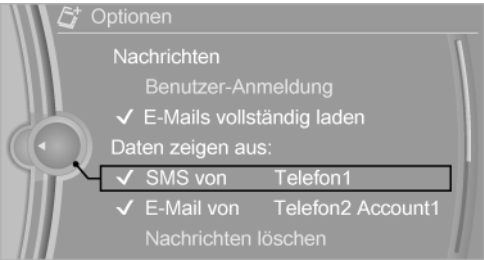 Optionen
Nachrichten
Benutzer-Anmeldung
✓ E-Mails vollständig laden
Daten zeigen aus:
✓ SMS von Telefon1
✓ E-Mail von Telefon2 Account1
Nachrichten löschen